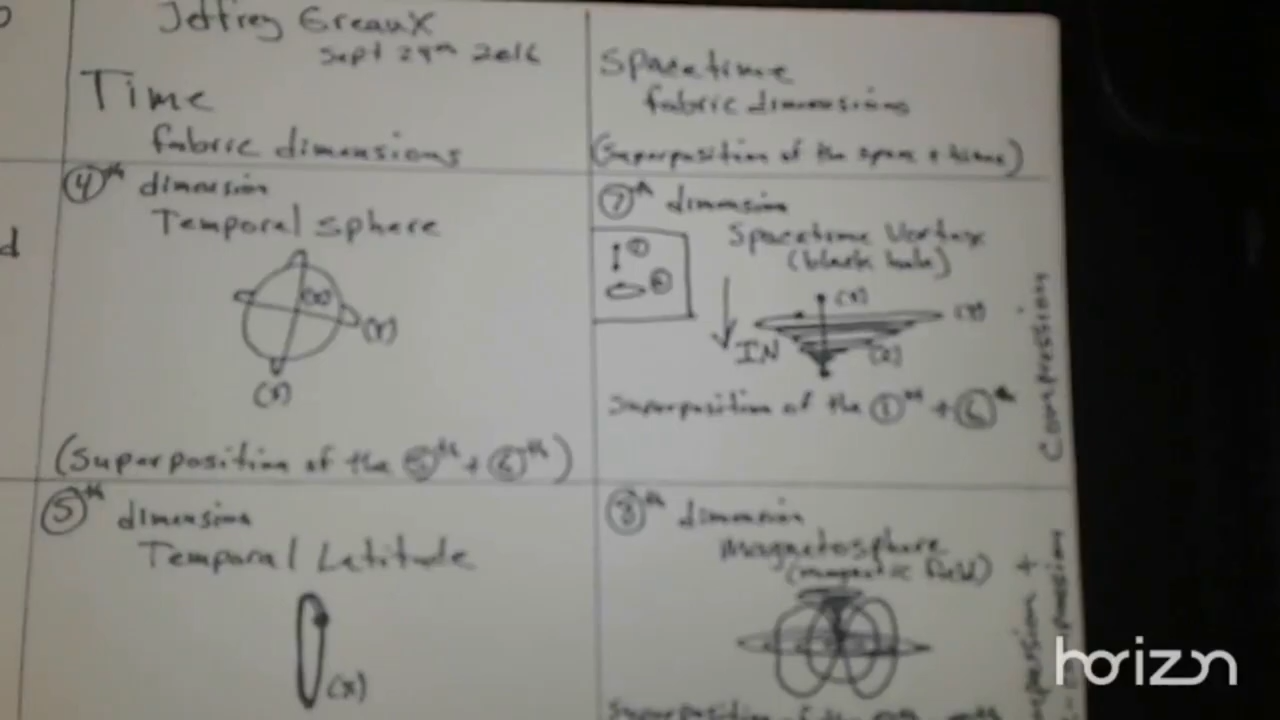 Jeffrey Greaux
Sept 29th 2016
Time
fabric dimensions
4th dimension
Temporal Sphere
(x)
(Y)
(Superposition of the 5th + 6th)
5th dimension
Temporal Latitude
(x)
Spacetime
fabric dimensions
(Superposition of the space + time)
7th dimension
Spacetime Vortex
(black hole)
IN
Superposition of the 1st + 6th
Compression
8th dimension
magnetosphere
(magnetic field)
d
horizon